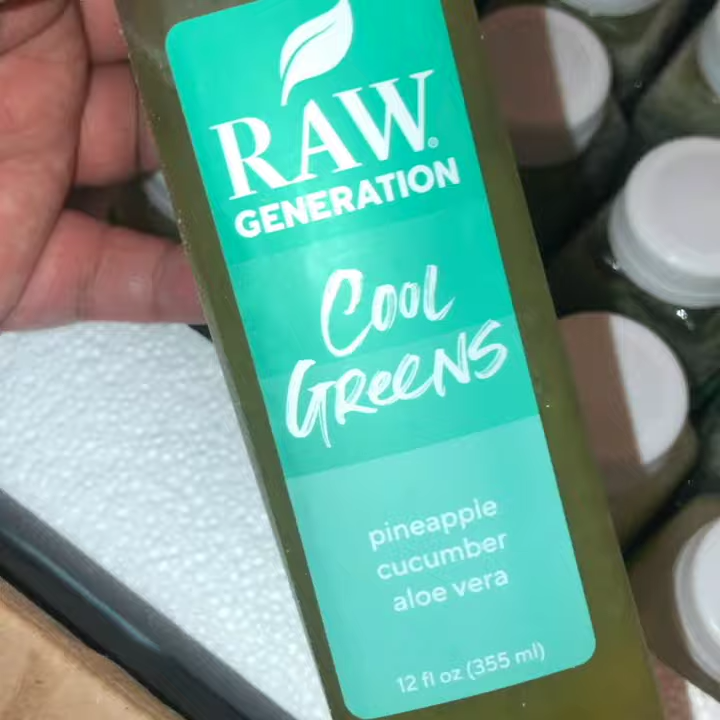 RAW®
GENERATION
Cool
Greens
pineapple
cucumber
aloe vera
12 fl oz (355 ml)